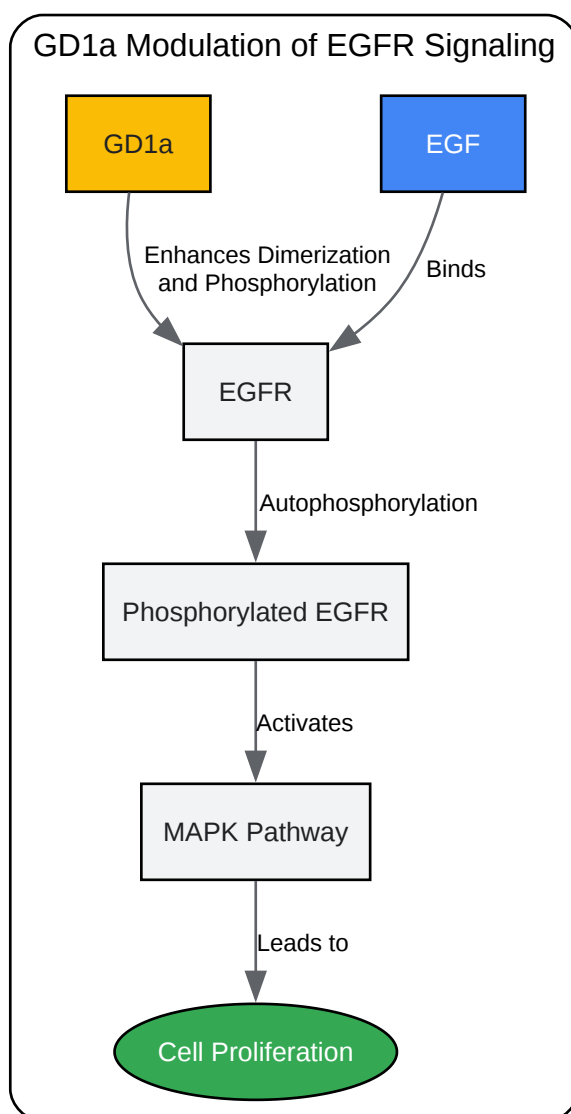 GD1a Modulation of EGFR Signaling
GD1a
EGF
Enhances Dimerization
and Phosphorylation
Binds
EGFR
Autophosphorylation
Phosphorylated EGFR
Activates
MAPK Pathway
Leads to
Cell Proliferation